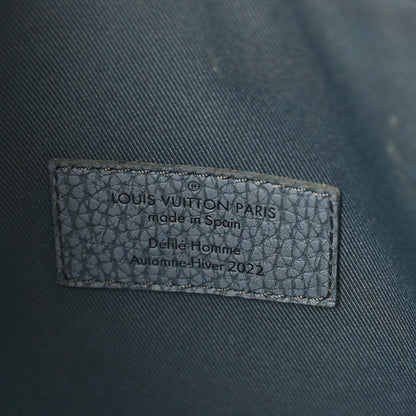 ®
LOUIS VUITTON PARIS
made in Spain
Défilé Homme
Automne-Hiver 2022